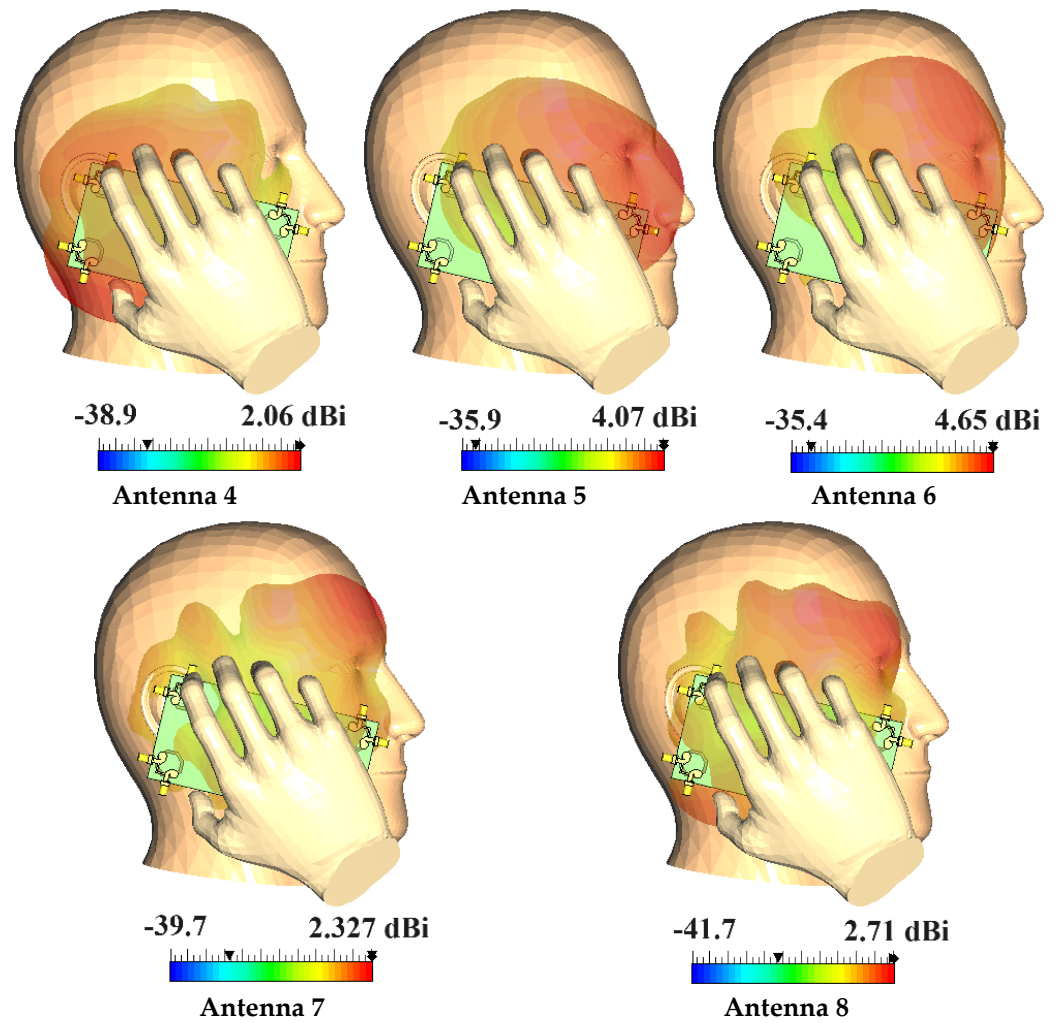 -38.9 2.06 dBi
Antenna 4
-35.9 4.07 dBi
Antenna 5
-35.4 4.65 dBi
Antenna 6
-39.7 2.327 dBi
Antenna 7
-41.7 2.71 dBi
Antenna 8